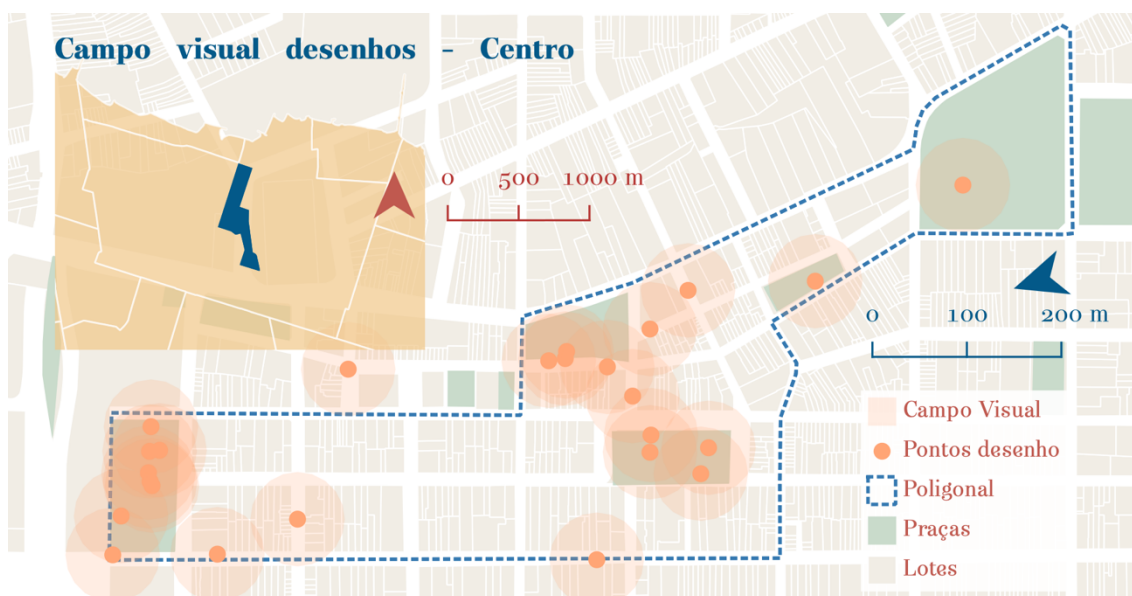 Campo visual desenhos - Centro
0 500 1000 m
0 100 200 m
Campo Visual
Pontos desenho
Poligonal
Praças
Lotes